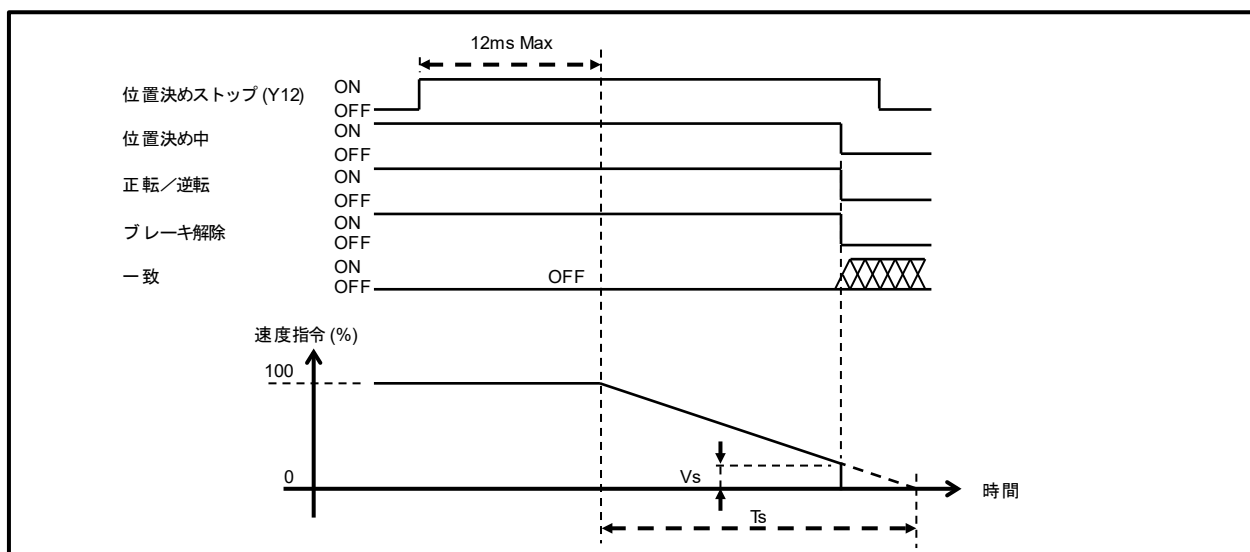 12ms Max
位置決めストップ (Y12)
ON
OFF
位置決め中
ON
OFF
正転／逆転
ON
OFF
ブレーキ解除
ON
OFF
一致
ON
OFF
OFF
速度指令 (%)
100
0
Vs
時間
Ts